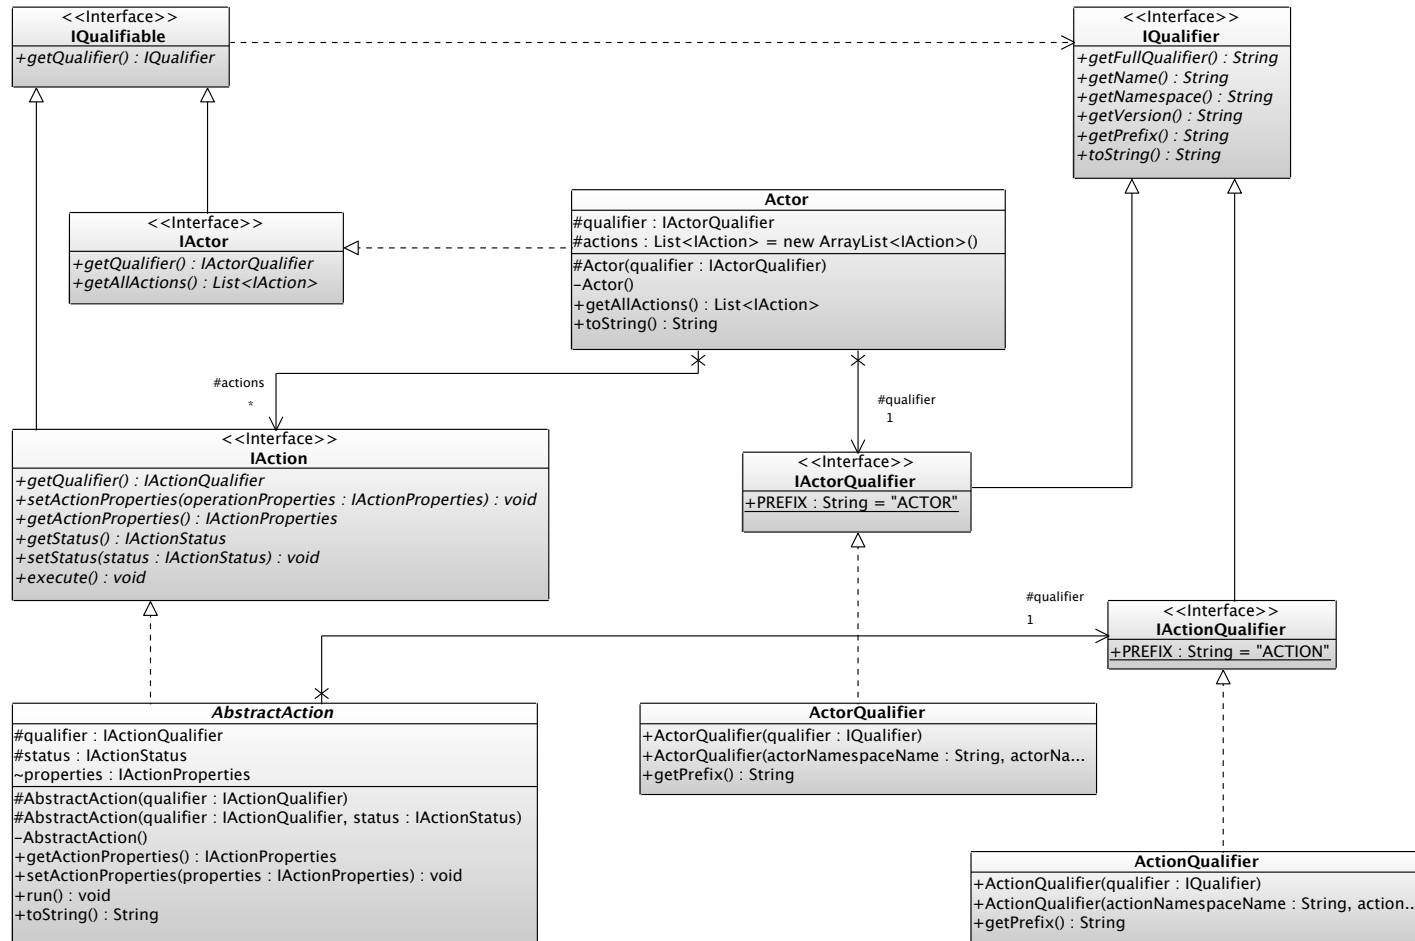 <<Interface>>
IQualifiable
+getQualifier() : IQualifier
<<Interface>>
IQualifier
+getFullQualifier() : String
+getName() : String
+getNamespace() : String
+getVersion() : String
+getPrefix() : String
+toString() : String
<<Interface>>
IActor
+getQualifier() : IActorQualifier
+getAllActions() : List<IAction>
Actor
#qualifier : IActorQualifier
#actions : List<IAction> = new ArrayList<IAction>()
#Actor(qualifier : IActorQualifier)
-Actor()
+getAllActions() : List<IAction>
+toString() : String
#actions
*
#qualifier
1
<<Interface>>
IAction
+getQualifier() : IActionQualifier
+setActionProperties(operationProperties : IActionProperties) : void
+getActionProperties() : IActionProperties
+getStatus() : IActionStatus
+setStatus(status : IActionStatus) : void
+execute() : void
<<Interface>>
IActorQualifier
+PREFIX : String = "ACTOR"
#qualifier
1
<<Interface>>
IActionQualifier
+PREFIX : String = "ACTION"
AbstractAction
#qualifier : IActionQualifier
#status : IActionStatus
~properties : IActionProperties
#AbstractAction(qualifier : IActionQualifier)
#AbstractAction(qualifier : IActionQualifier, status : IActionStatus)
-AbstractAction()
+getActionProperties() : IActionProperties
+setActionProperties(properties : IActionProperties) : void
+run() : void
+toString() : String
ActorQualifier
+ActorQualifier(qualifier : IQualifier)
+ActorQualifier(actorNamespaceName : String, actorNa...
+getPrefix() : String
ActionQualifier
+ActionQualifier(qualifier : IQualifier)
+ActionQualifier(actionNamespaceName : String, action...
+getPrefix() : String